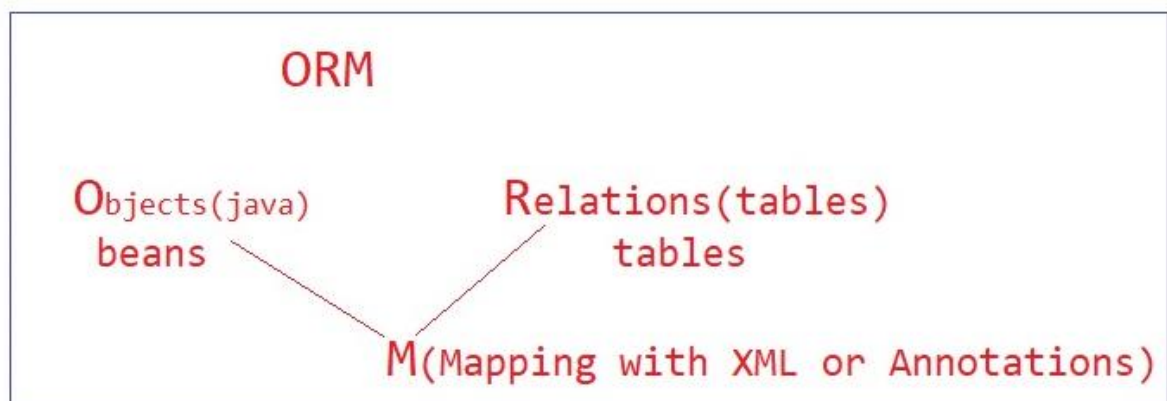 ORM
Objects(java) Relations(tables)
beans tables
M(Mapping with XML or Annotations)